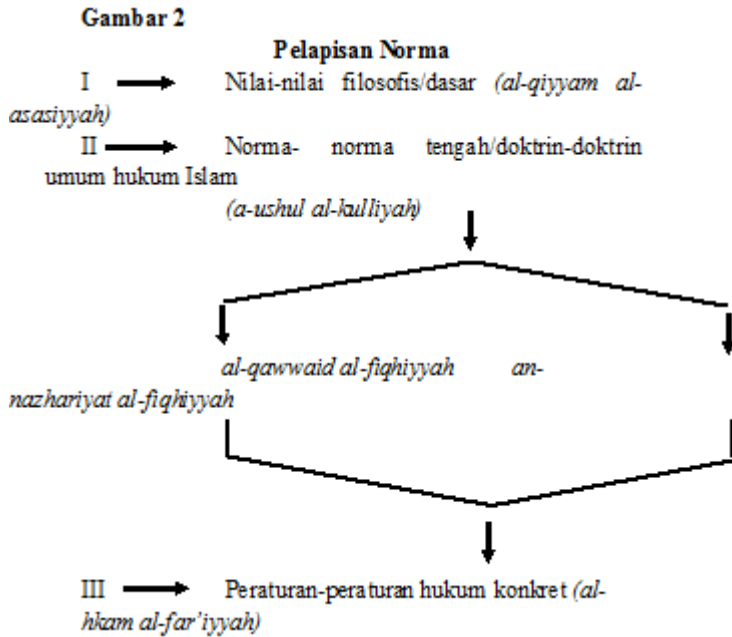 Gambar 2
Pelapisan Norma
I Nilai-nilai filosofis/dasar (al-qiyyam al-
asasiyyah)
II Norma- norma tengah/doktrin-doktrin
umum hukum Islam
(a-ushul al-kulliyah)
al-qawwaid al-fiqhiyyah an-
nazhariyat al-fiqhiyyah
III Peraturan-peraturan hukum konkret (al-
hkam al-far'iyyah)